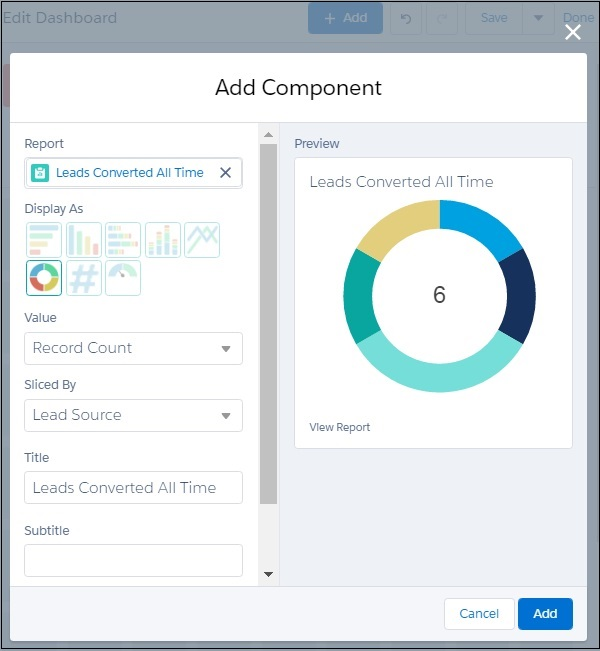 Edit Dashboard
+ Add
Save
Done
Add Component
Report
Leads Converted All Time
Display As
Value
Record Count
Sliced By
Lead Source
Title
Leads Converted All Time
Subtitle
Preview
Leads Converted All Time
6
View Report
Cancel
Add